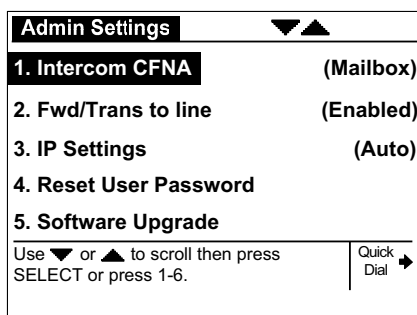 Admin Settings
1. Intercom CFNA (Mailbox)
2. Fwd/Trans to line (Enabled)
3. IP Settings (Auto)
4. Reset User Password
5. Software Upgrade
Use ▼ or ▲ to scroll then press
SELECT or press 1-6.
Quick
Dial